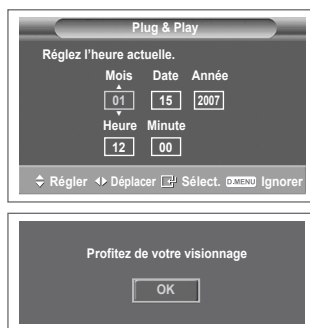 Plug & Play
Réglez l'heure actuelle.
Mois Date Année
01 15 2007
Heure Minute
12 00
Régler Déplacer Sélect. D.MENU Ignorer
Profitez de votre visionnage
OK